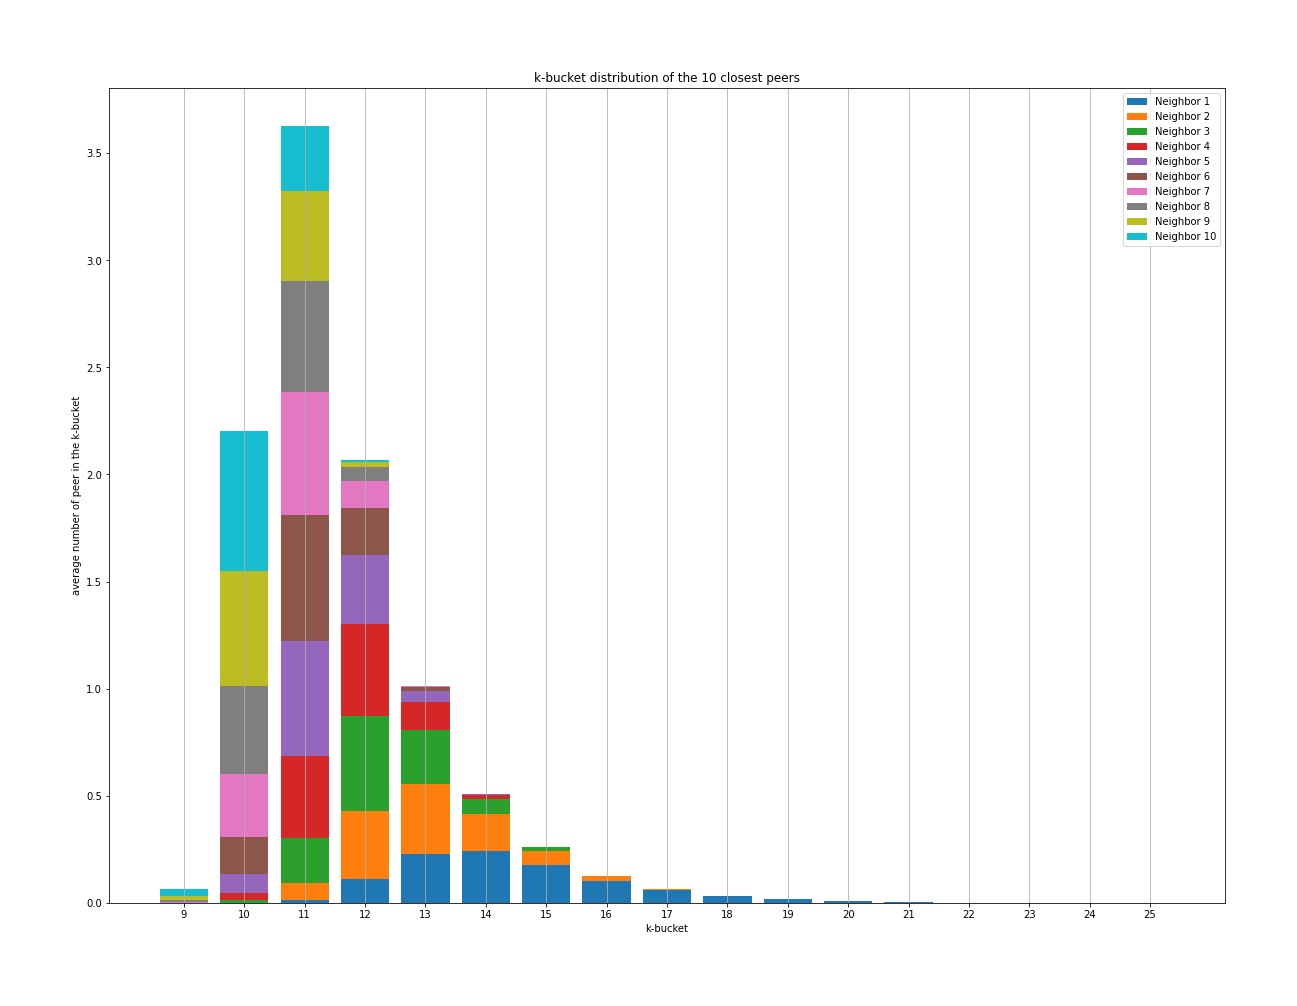 k-bucket distribution of the 10 closest peers
Neighbor 1
Neighbor 2
Neighbor 3
Neighbor 4
Neighbor 5
Neighbor 6
Neighbor 7
Neighbor 8
Neighbor 9
Neighbor 10
average number of peer in the k-bucket
3.5
3.0
2.5
2.0
1.5
1.0
0.5
0.0
9 10 11 12 13 14 15 16 17 18 19 20 21 22 23 24 25
k-bucket